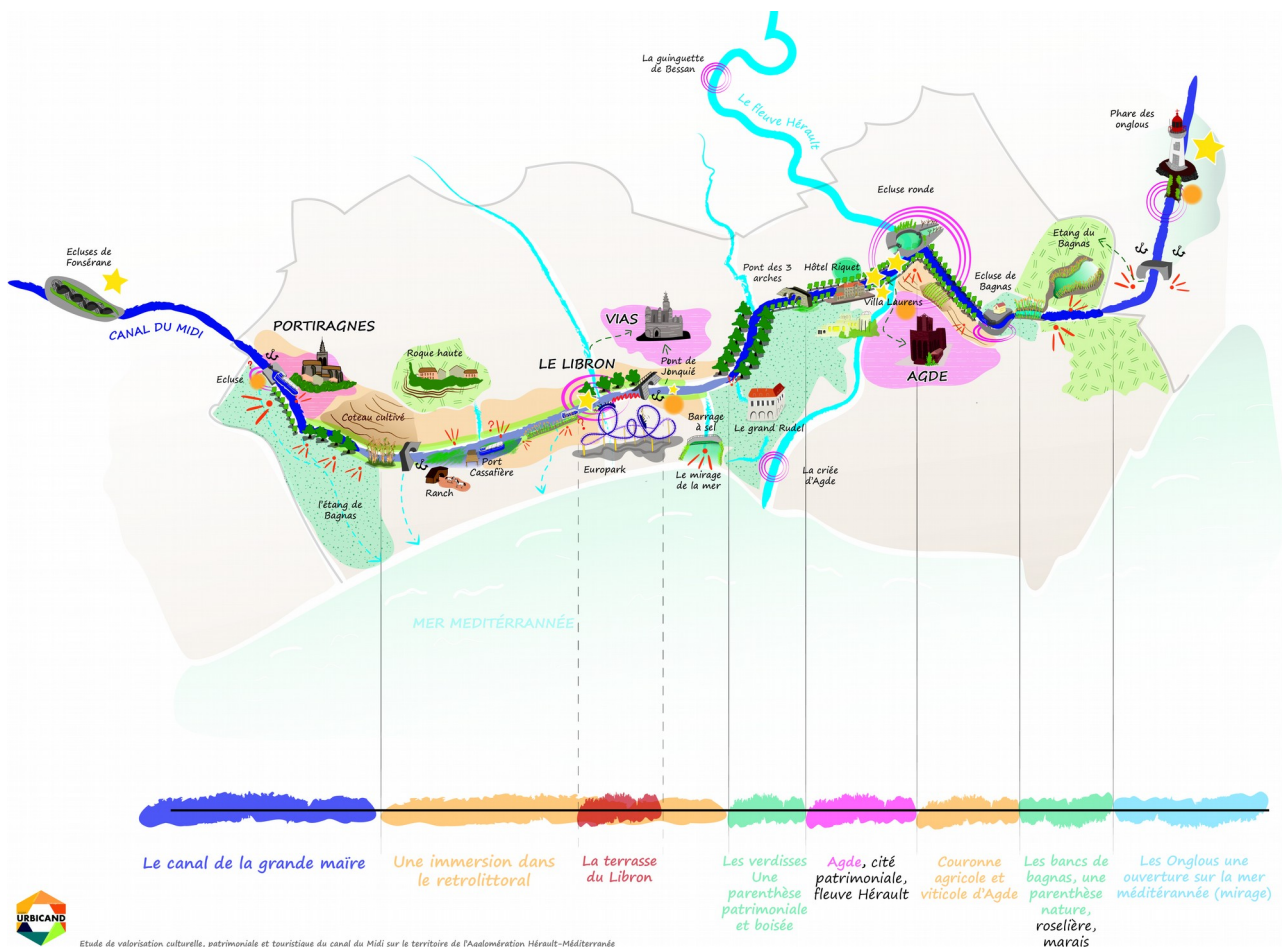 La guinguette
de Bessan
Le fleuve Hérault
Phare des
onglous
Ecluse ronde
Ecluses de
Fonsérane
CANAL DU MIDI
Etang du
Bagnas
Pont des 3
arches
Hôtel Riquet
Ecluse de
Bagnas
Villa Laurens
PORTIRAGNES
VIAS
Roque haute
Ecluse
LE LIBRON
Pont de
Jonquié
AGDE
Coteau cultivé
Barrage
à sel
Le grand Rudel
Port
Cassafière
Europark
Le mirage
de la mer
La criée
d'Agde
Ranch
l'étang de
Bagnas
MER MEDITÉRRANNÉE
Le canal de la grande maïre
Une immersion dans
le retrolittoral
La terrasse
du Libron
Les verdisses
Une
parenthèse
patrimoniale
et boisée
Agde, cité
patrimoniale,
fleuve Hérault
Couronne
agricole et
viticole d'Agde
Les bancs de
bagnas, une
parenthèse
nature,
roselière,
marais
Les Onglous une
ouverture sur la mer
méditérannée (mirage)
URBICAND
Etude de valorisation culturelle, patrimoniale et touristique du canal du Midi sur le territoire de l'Agglomération Hérault-Méditerranée